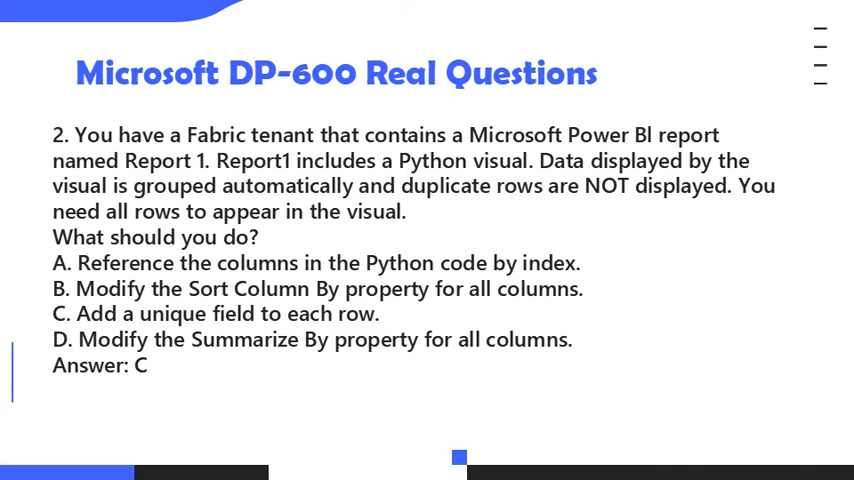 Microsoft DP-600 Real Questions
2. You have a Fabric tenant that contains a Microsoft Power BI report
named Report 1. Report1 includes a Python visual. Data displayed by the
visual is grouped automatically and duplicate rows are NOT displayed. You
need all rows to appear in the visual.
What should you do?
A. Reference the columns in the Python code by index.
B. Modify the Sort Column By property for all columns.
C. Add a unique field to each row.
D. Modify the Summarize By property for all columns.
Answer: C